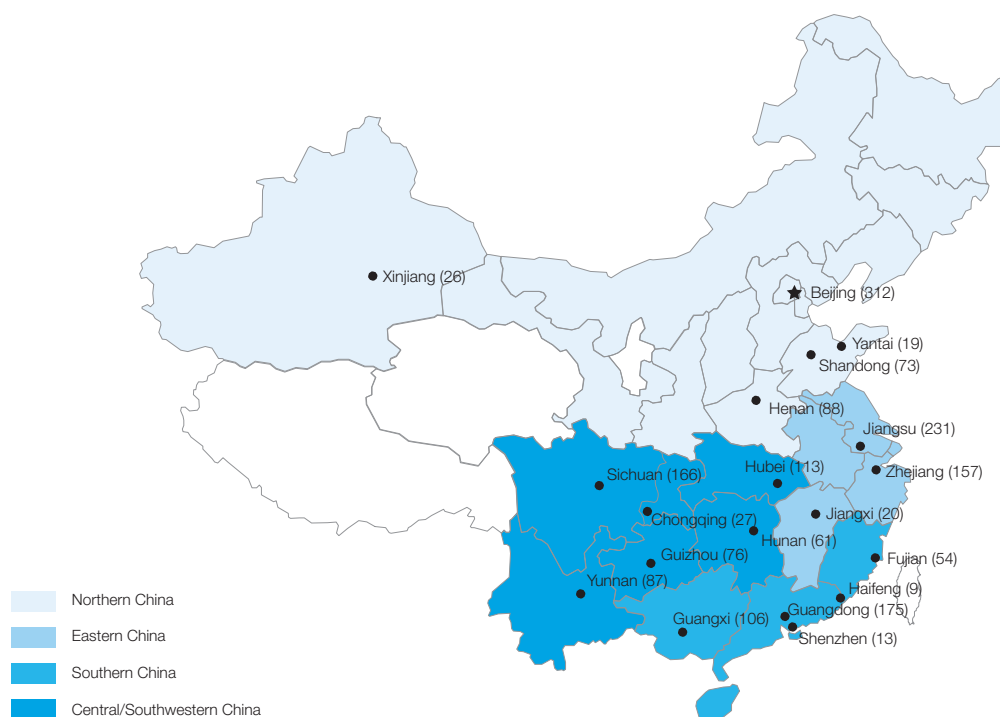 Xinjiang (26)
Beijing (312)
Yantai (19)
Shandong (73)
Henan (88)
Jiangsu (231)
Hubei (113)
Zhejiang (157)
Sichuan (166)
Jiangxi (20)
Chongqing (27)
Hunan (61)
Guizhou (76)
Fujian (54)
Yunnan (87)
Haifeng (9)
Guangdong (175)
Guangxi (106)
Shenzhen (13)
Northern China
Eastern China
Southern China
Central/Southwestern China